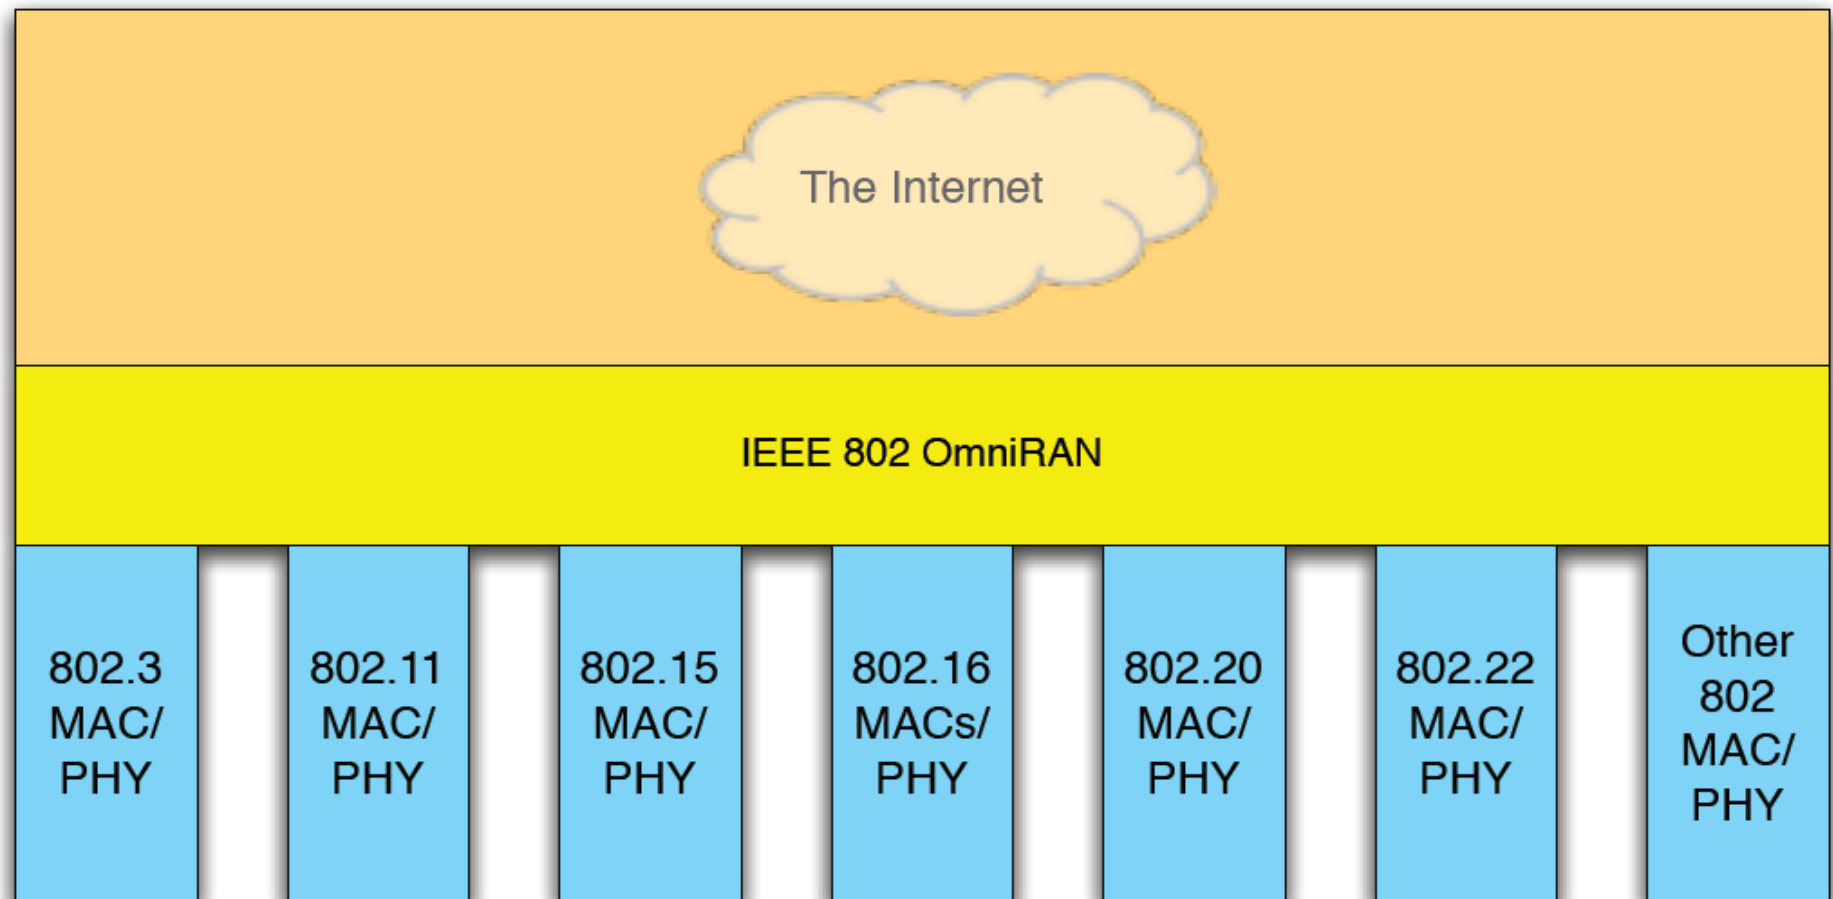 The Internet
IEEE 802 OmniRAN
802.3
MAC/
PHY
802.11
MAC/
PHY
802.15
MAC/
PHY
802.16
MACs/
PHY
802.20
MAC/
PHY
802.22
MAC/
PHY
Other
802
MAC/
PHY